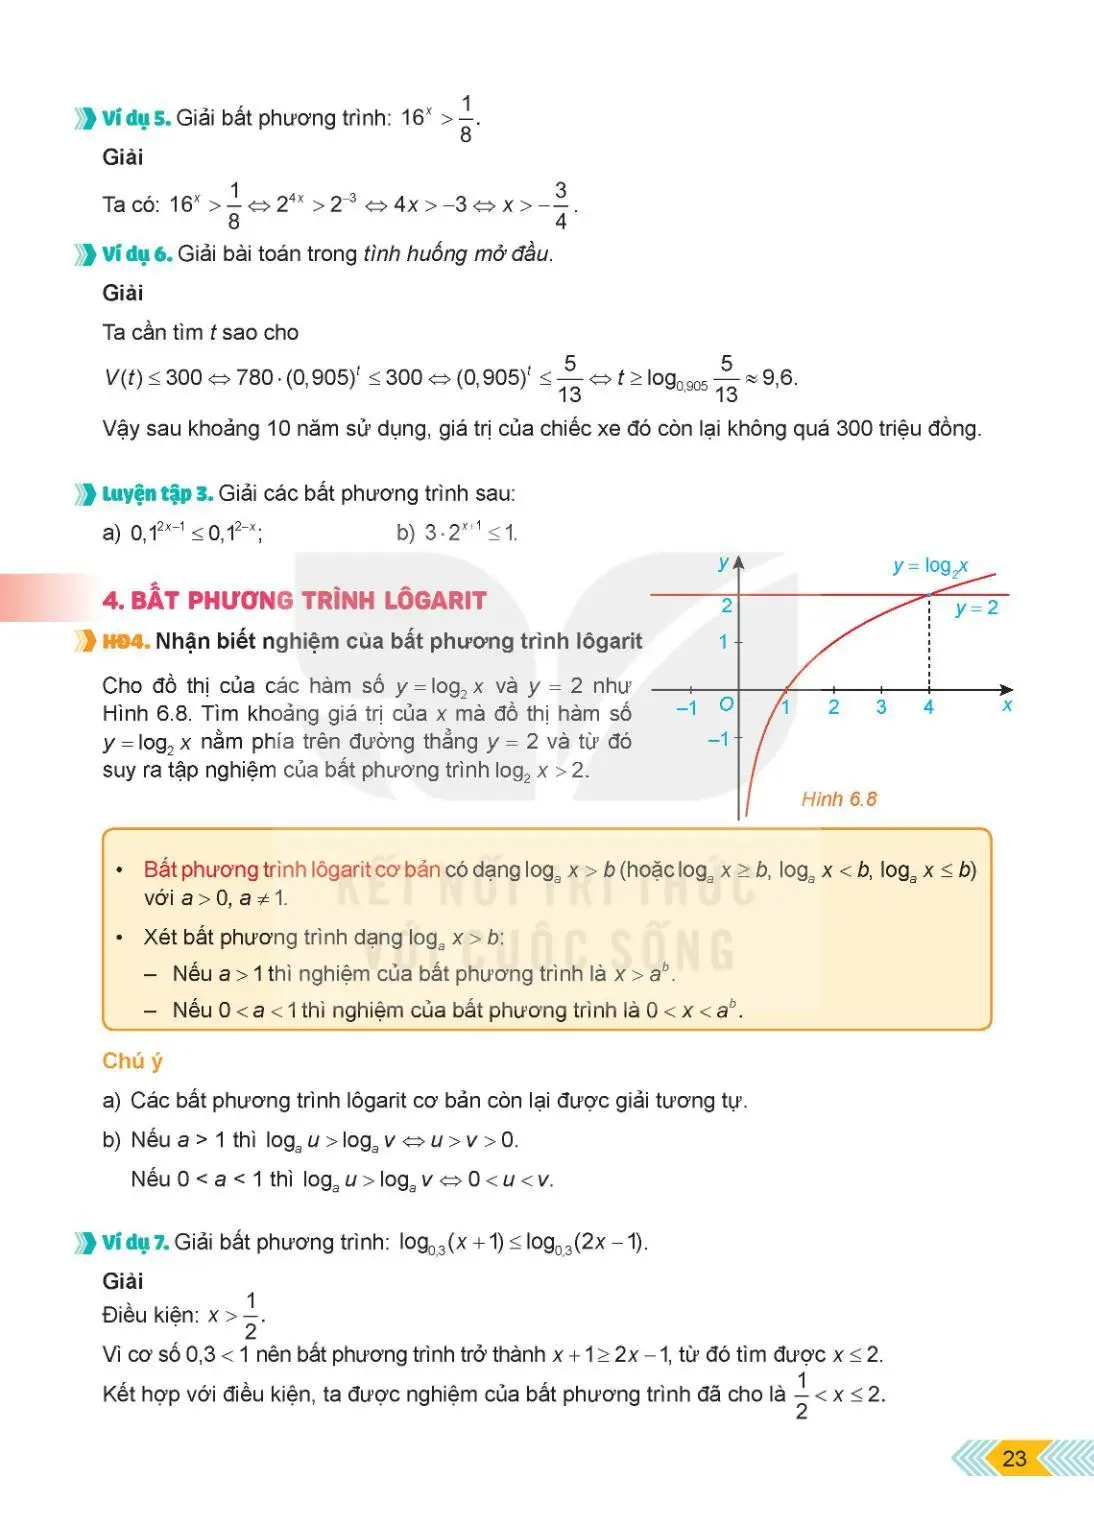 Ví dụ 5. Giải bất phương trình: 16^x > 1/8.
Giải
Ta có: 16^x > 1/8 ⇔ 2^{4x} > 2^{-3} ⇔ 4x > −3 ⇔ x > −3/4.
Ví dụ 6. Giải bài toán trong tình huống mở đầu.
Giải
Ta cần tìm t sao cho
V(t) ≤ 300 ⇔ 780·(0,905)^t ≤ 300 ⇔ (0,905)^t ≤ 5/13 ⇔ t ≥ log_{0,905} 5/13 ≈ 9,6.
Vậy sau khoảng 10 năm sử dụng, giá trị của chiếc xe đó còn lại không quá 300 triệu đồng.
Luyện tập 3. Giải các bất phương trình sau:
a) 0,1^{2x−1} ≤ 0,1^{2−x}; b) 3·2^{x+1} ≤ 1.
4. BẤT PHƯƠNG TRÌNH LÔGARIT
HĐ4. Nhận biết nghiệm của bất phương trình lôgarit
Cho đồ thị của các hàm số y = log_2 x và y = 2 như
Hình 6.8. Tìm khoảng giá trị của x mà đồ thị hàm số
y = log_2 x nằm phía trên đường thẳng y = 2 và từ đó
suy ra tập nghiệm của bất phương trình log_2 x > 2.
y
y = log_2 x
2
y = 2
1
−1 O 1 2 3 4 x
−1
Hình 6.8
KẾT NỐI TRI THỨC
VỚI CUỘC SỐNG
• Bất phương trình lôgarit cơ bản có dạng log_a x > b (hoặc log_a x ≥ b, log_a x < b, log_a x ≤ b)
với a > 0, a ≠ 1.
• Xét bất phương trình dạng log_a x > b:
– Nếu a > 1 thì nghiệm của bất phương trình là x > a^b.
– Nếu 0 < a < 1 thì nghiệm của bất phương trình là 0 < x < a^b.
Chú ý
a) Các bất phương trình lôgarit cơ bản còn lại được giải tương tự.
b) Nếu a > 1 thì log_a u > log_a v ⇔ u > v > 0.
Nếu 0 < a < 1 thì log_a u > log_a v ⇔ 0 < u < v.
Ví dụ 7. Giải bất phương trình: log_{0,3}(x + 1) ≤ log_{0,3}(2x − 1).
Giải
Điều kiện: x > 1/2.
Vì cơ số 0,3 < 1 nên bất phương trình trở thành x + 1 ≥ 2x − 1, từ đó tìm được x ≤ 2.
Kết hợp với điều kiện, ta được nghiệm của bất phương trình đã cho là 1/2 < x ≤ 2.
23